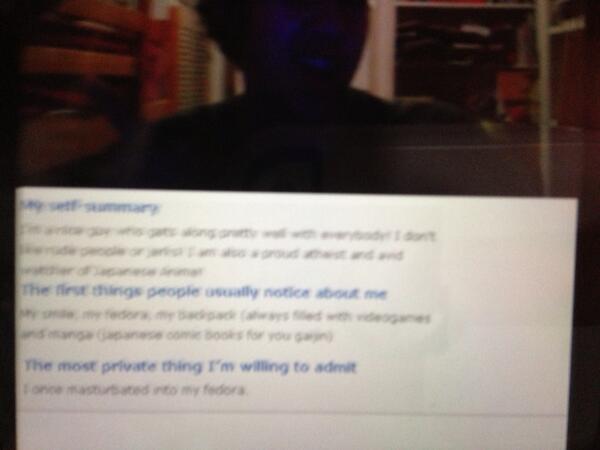 My self-summary
I'm a nice guy who gets along pretty well with everybody! I don't
like rude people or jerks! I am also a proud atheist and avid
watcher of Japanese Anime!
The first things people usually notice about me
My smile, my fedora, my backpack (always filled with videogames
and manga (japanese comic books for you gaijin)
The most private thing I'm willing to admit
I once masturbated into my fedora.